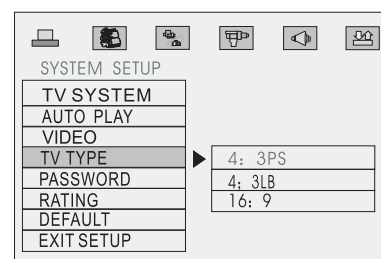 SYSTEM SETUP
TV SYSTEM
AUTO PLAY
VIDEO
TV TYPE
PASSWORD
RATING
DEFAULT
EXIT SETUP
4: 3PS
4; 3LB
16: 9